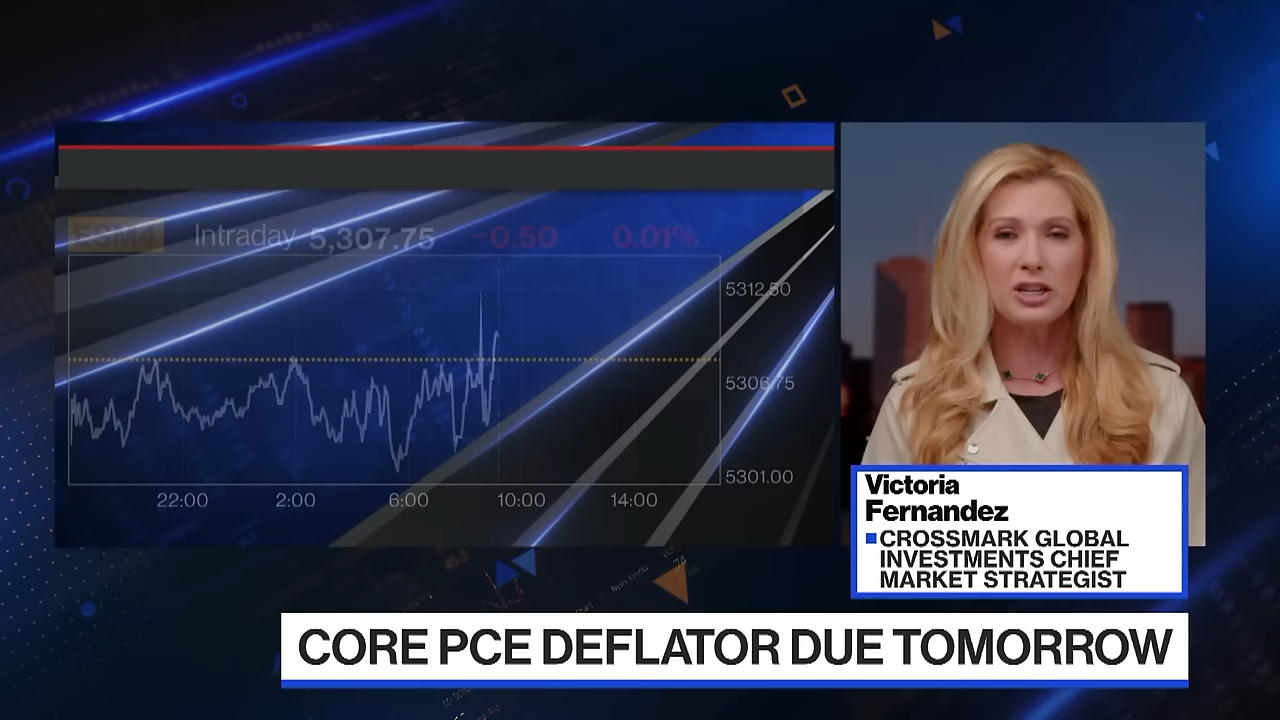 ESM4 Intraday 5,307.75 -0.50 0.01%
5312.50
5306.75
5301.00
22:00 2:00 6:00 10:00 14:00
Victoria
Fernandez
CROSSMARK GLOBAL
INVESTMENTS CHIEF
MARKET STRATEGIST
CORE PCE DEFLATOR DUE TOMORROW